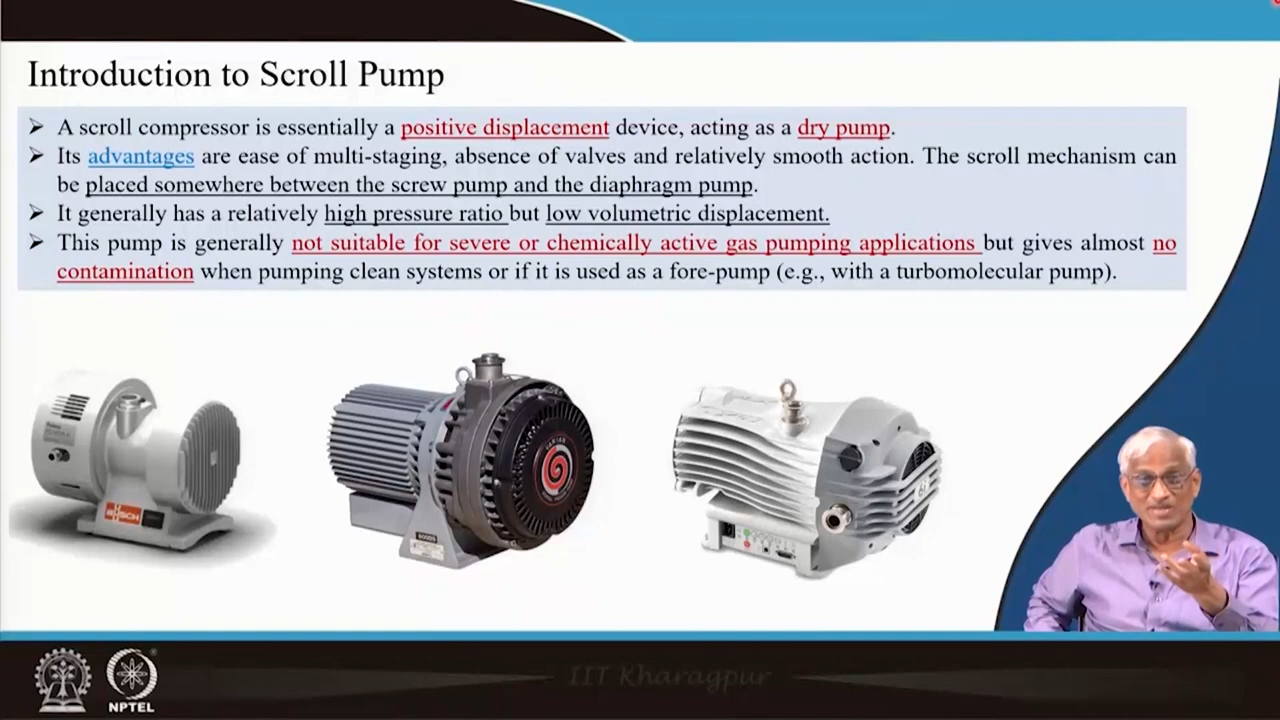 Introduction to Scroll Pump
➢ A scroll compressor is essentially a positive displacement device, acting as a dry pump.
➢ Its advantages are ease of multi-staging, absence of valves and relatively smooth action. The scroll mechanism can
be placed somewhere between the screw pump and the diaphragm pump.
➢ It generally has a relatively high pressure ratio but low volumetric displacement.
➢ This pump is generally not suitable for severe or chemically active gas pumping applications but gives almost no
contamination when pumping clean systems or if it is used as a fore-pump (e.g., with a turbomolecular pump).
BUSCH
VARIAN
IIT Kharagpur
NPTEL